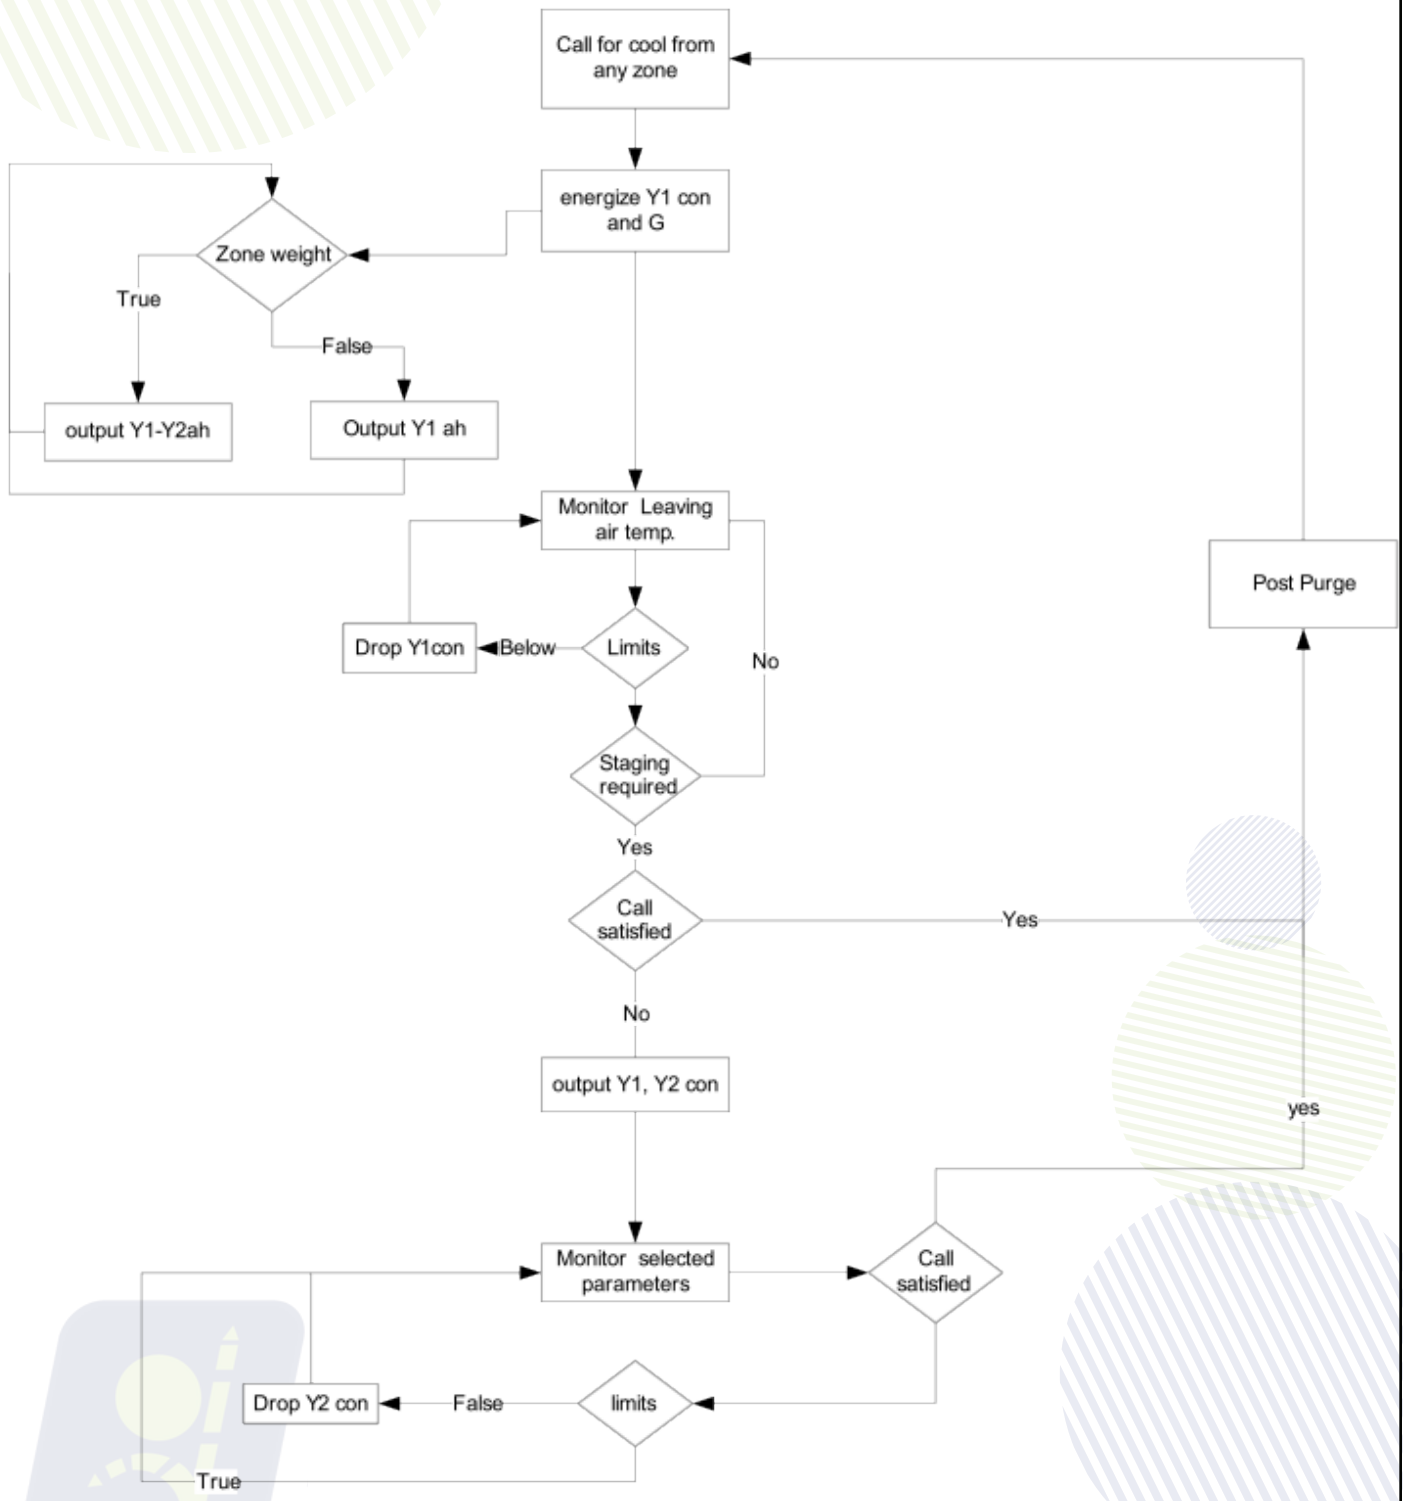 Call for cool from
any zone
energize Y1 con
and G
Zone weight
True
False
output Y1-Y2ah
Output Y1 ah
Monitor Leaving
air temp.
Post Purge
Drop Y1con
Below
Limits
No
Staging
required
Yes
Call
satisfied
Yes
No
output Y1, Y2 con
yes
Monitor selected
parameters
Call
satisfied
Drop Y2 con
False
limits
True